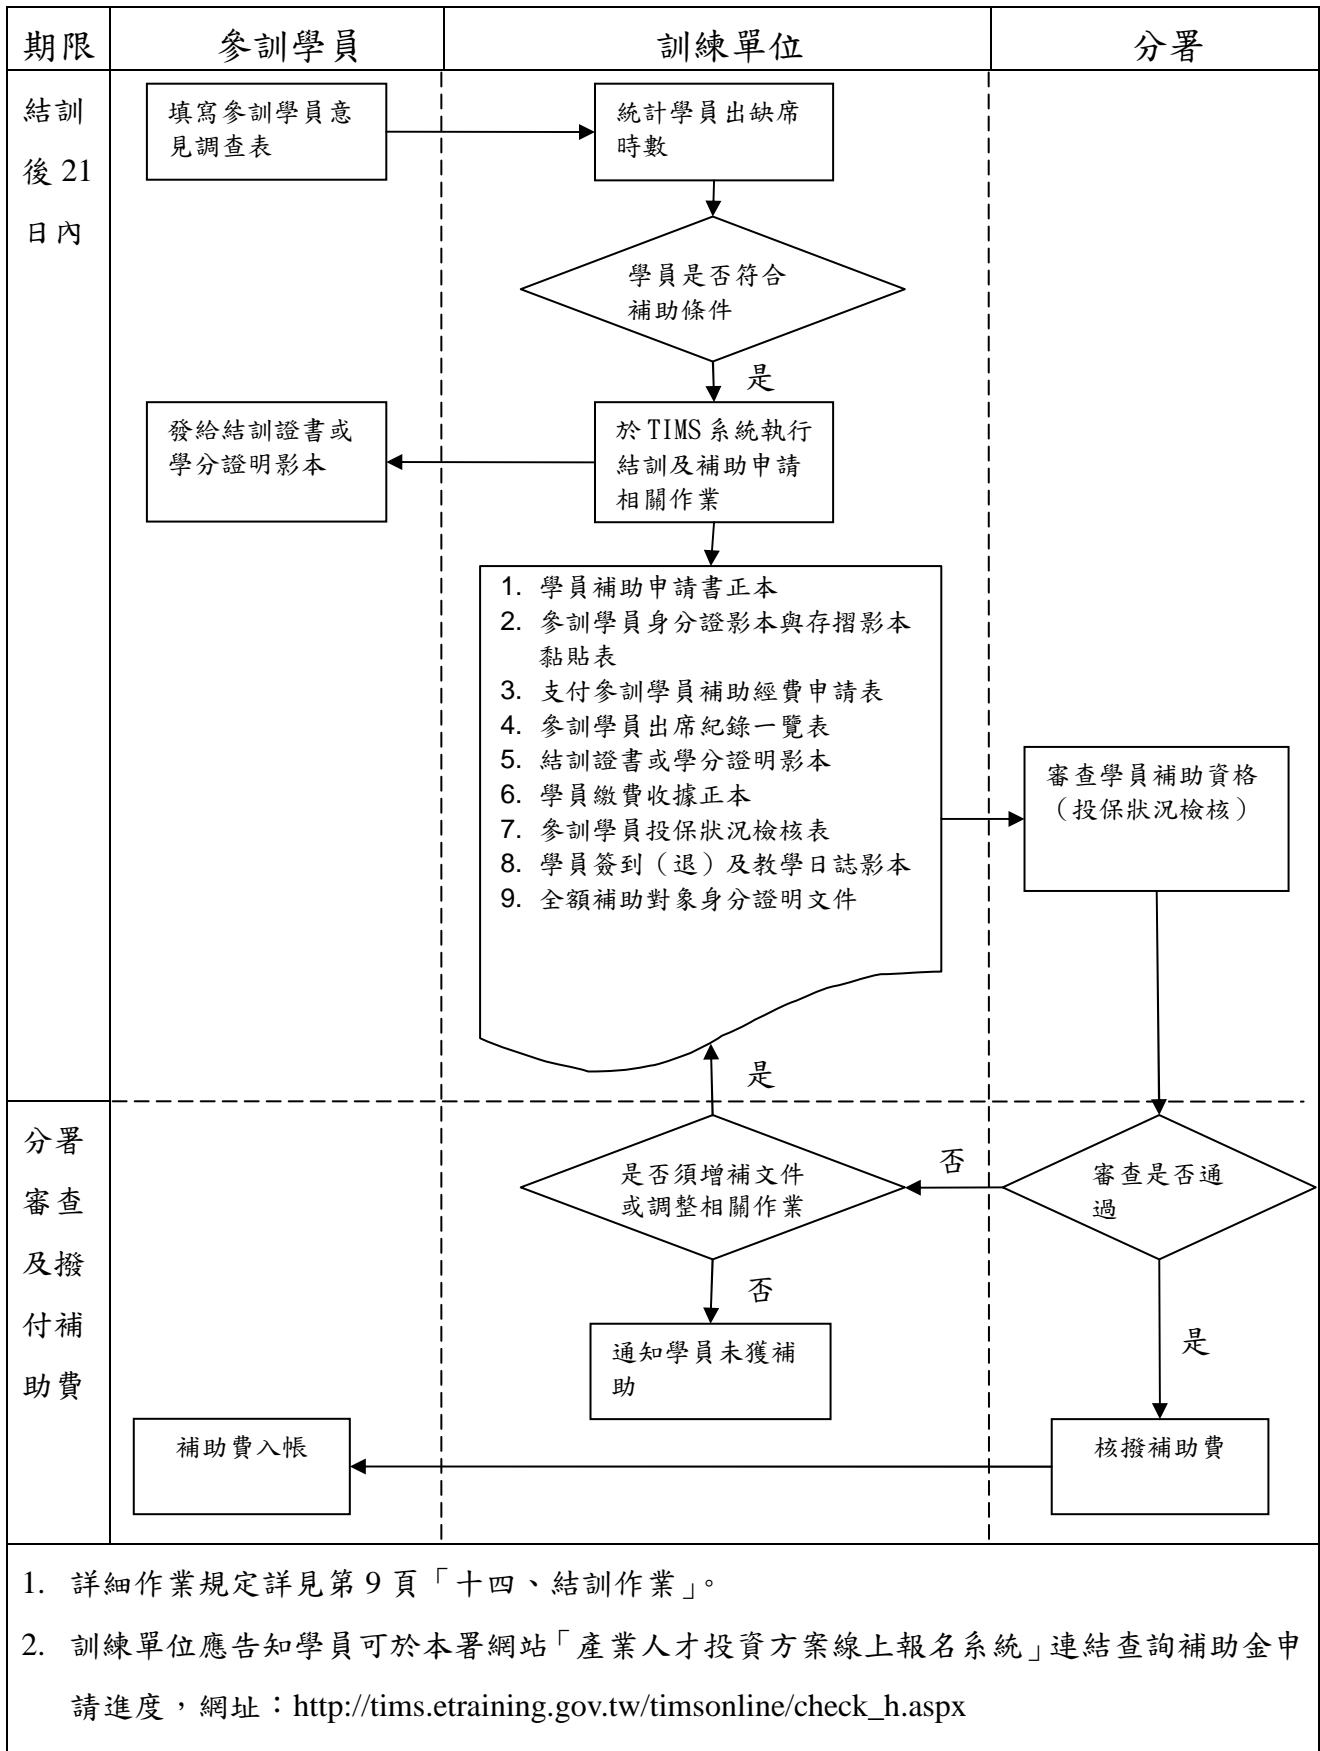 期限
參訓學員
訓練單位
分署
結訓
後 21
日內
填寫參訓學員意
見調查表
統計學員出缺席
時數
學員是否符合
補助條件
是
發給結訓證書或
學分證明影本
於 TIMS 系統執行
結訓及補助申請
相關作業
1. 學員補助申請書正本
2. 參訓學員身分證影本與存摺影本
黏貼表
3. 支付參訓學員補助經費申請表
4. 參訓學員出席紀錄一覽表
5. 結訓證書或學分證明影本
6. 學員繳費收據正本
7. 參訓學員投保狀況檢核表
8. 學員簽到（退）及教學日誌影本
9. 全額補助對象身分證明文件
審查學員補助資格
（投保狀況檢核）
是
分署
審查
及撥
付補
助費
是否須增補文件
或調整相關作業
否
審查是否通
過
否
是
通知學員未獲補
助
補助費入帳
核撥補助費
1. 詳細作業規定詳見第 9 頁「十四、結訓作業」。
2. 訓練單位應告知學員可於本署網站「產業人才投資方案線上報名系統」連結查詢補助金申
請進度，網址：http://tims.etraining.gov.tw/timsonline/check_h.aspx